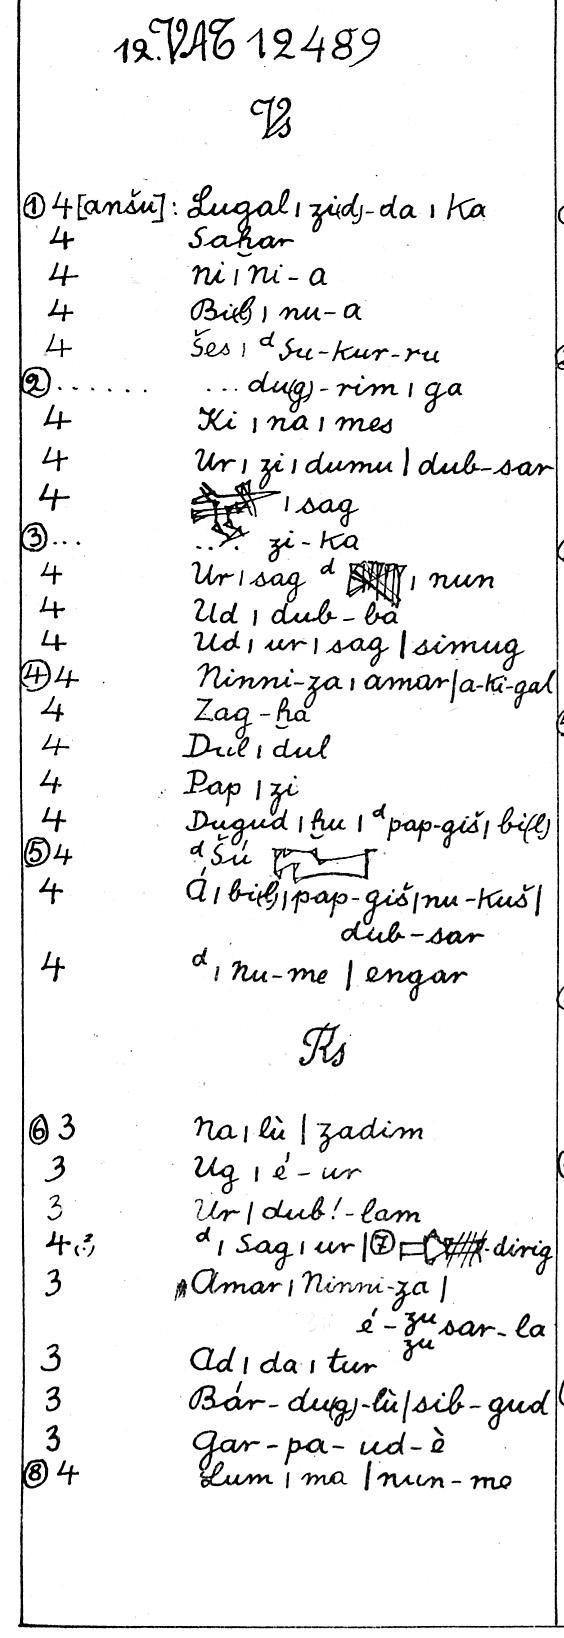 12. VAT 12489
Vs
① 4 [anšu]: Lugal ı zi(d)-da ı Ka
4 Saḫar
4 ni ı ni-a
4 Bi(l) ı nu-a
4 Šes ı ᵈSu-kur-ru
② ...... ... du(g)-rim ı ga
4 Ki ı na ı mes
4 Ur ı zi ı dumu | dub-sar
4 ı sag
③ ... .... zi-ka
4 Ur ı sag ᵈ ı nun
4 Ud ı dub-ba
4 Ud ı ur ı sag | simug
④ 4 Ninni-za ı amar | a-ki-gal
4 Zag-ḫa
4 Dul ı dul
4 Pap ı zi
4 Dugud ı ḫu ı ᵈpap-giš ı bi(l)
⑤ 4 ᵈŠú
4 Á ı bi(l) ı pap-giš ı nu-kuš |
dub-sar
4 ᵈ ı nu-me | engar
Rs
⑥ 3 Na ı lù | zadim
3 Ug ı é-ur
3 Ur ı dub!-lam
4(?) ᵈ ı Sag ı ur | ⑦ -dirig
3 Amar ı Ninni-za |
é-zu zu sar-la
3 Ad ı da ı tur
3 Bár-du(g)-lù | sib-gud
3 Gar-pa-ud-è
⑧ 4 Lum ı ma | nun-me